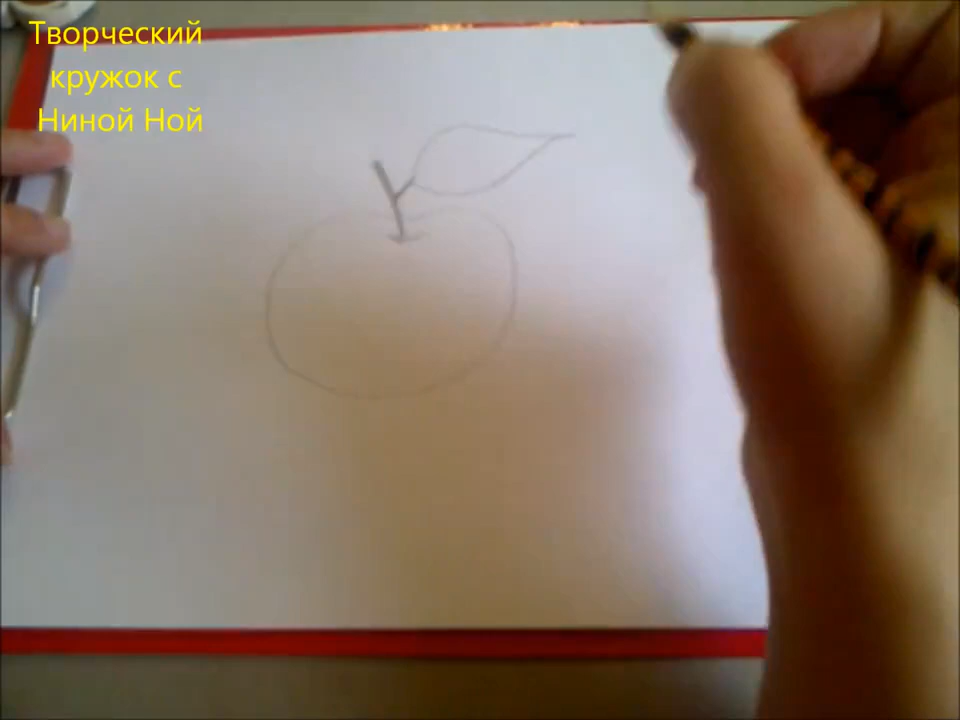 Творческий
кружок с
Ниной Ной